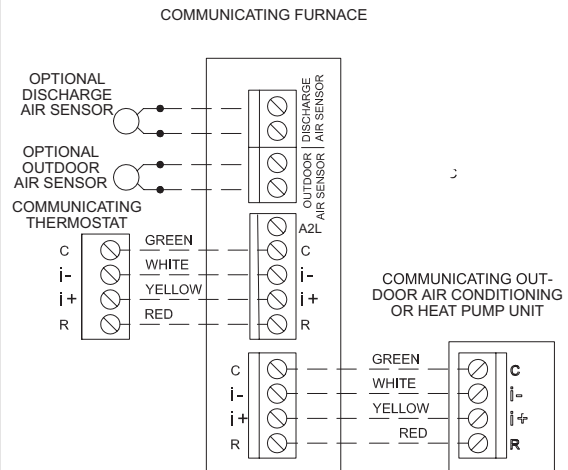 COMMUNICATING FURNACE
OPTIONAL
DISCHARGE
AIR SENSOR
DISCHARGE
AIR SENSOR
OPTIONAL
OUTDOOR
AIR SENSOR
OUTDOOR
AIR SENSOR
COMMUNICATING
THERMOSTAT
A2L
C GREEN C
i- WHITE i-
i+ YELLOW i+
R RED R
COMMUNICATING OUT-
DOOR AIR CONDITIONING
OR HEAT PUMP UNIT
C GREEN C
i- WHITE i-
i+ YELLOW i+
R RED R